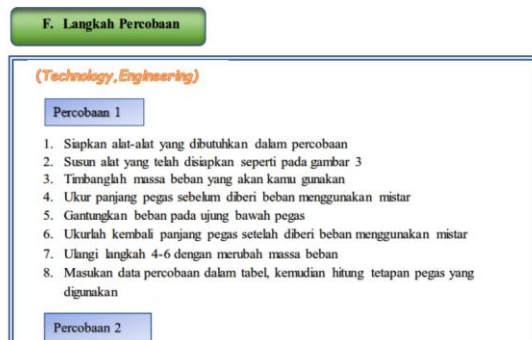 F. Langkah Percobaan
(Technology, Engineering)
Percobaan 1
1. Siapkan alat-alat yang dibutuhkan dalam percobaan
2. Susun alat yang telah disiapkan seperti pada gambar 3
3. Timbanglah massa beban yang akan kamu gunakan
4. Ukur panjang pegas sebelum diberi beban menggunakan mistar
5. Gantungkan beban pada ujung bawah pegas
6. Ukurlah kembali panjang pegas setelah diberi beban menggunakan mistar
7. Ulangi langkah 4-6 dengan merubah massa beban
8. Masukan data percobaan dalam tabel, kemudian hitung tetapan pegas yang
digunakan
Percobaan 2